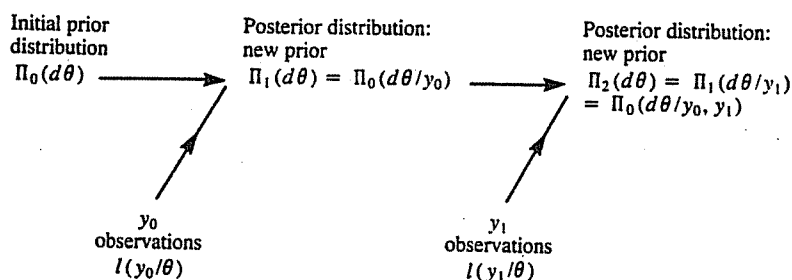 Initial prior
distribution
Π₀(dθ)
Posterior distribution:
new prior
Π₁(dθ) = Π₀(dθ/y₀)
Posterior distribution:
new prior
Π₂(dθ) = Π₁(dθ/y₁)
= Π₀(dθ/y₀, y₁)
y₀
observations
l(y₀/θ)
y₁
observations
l(y₁/θ)